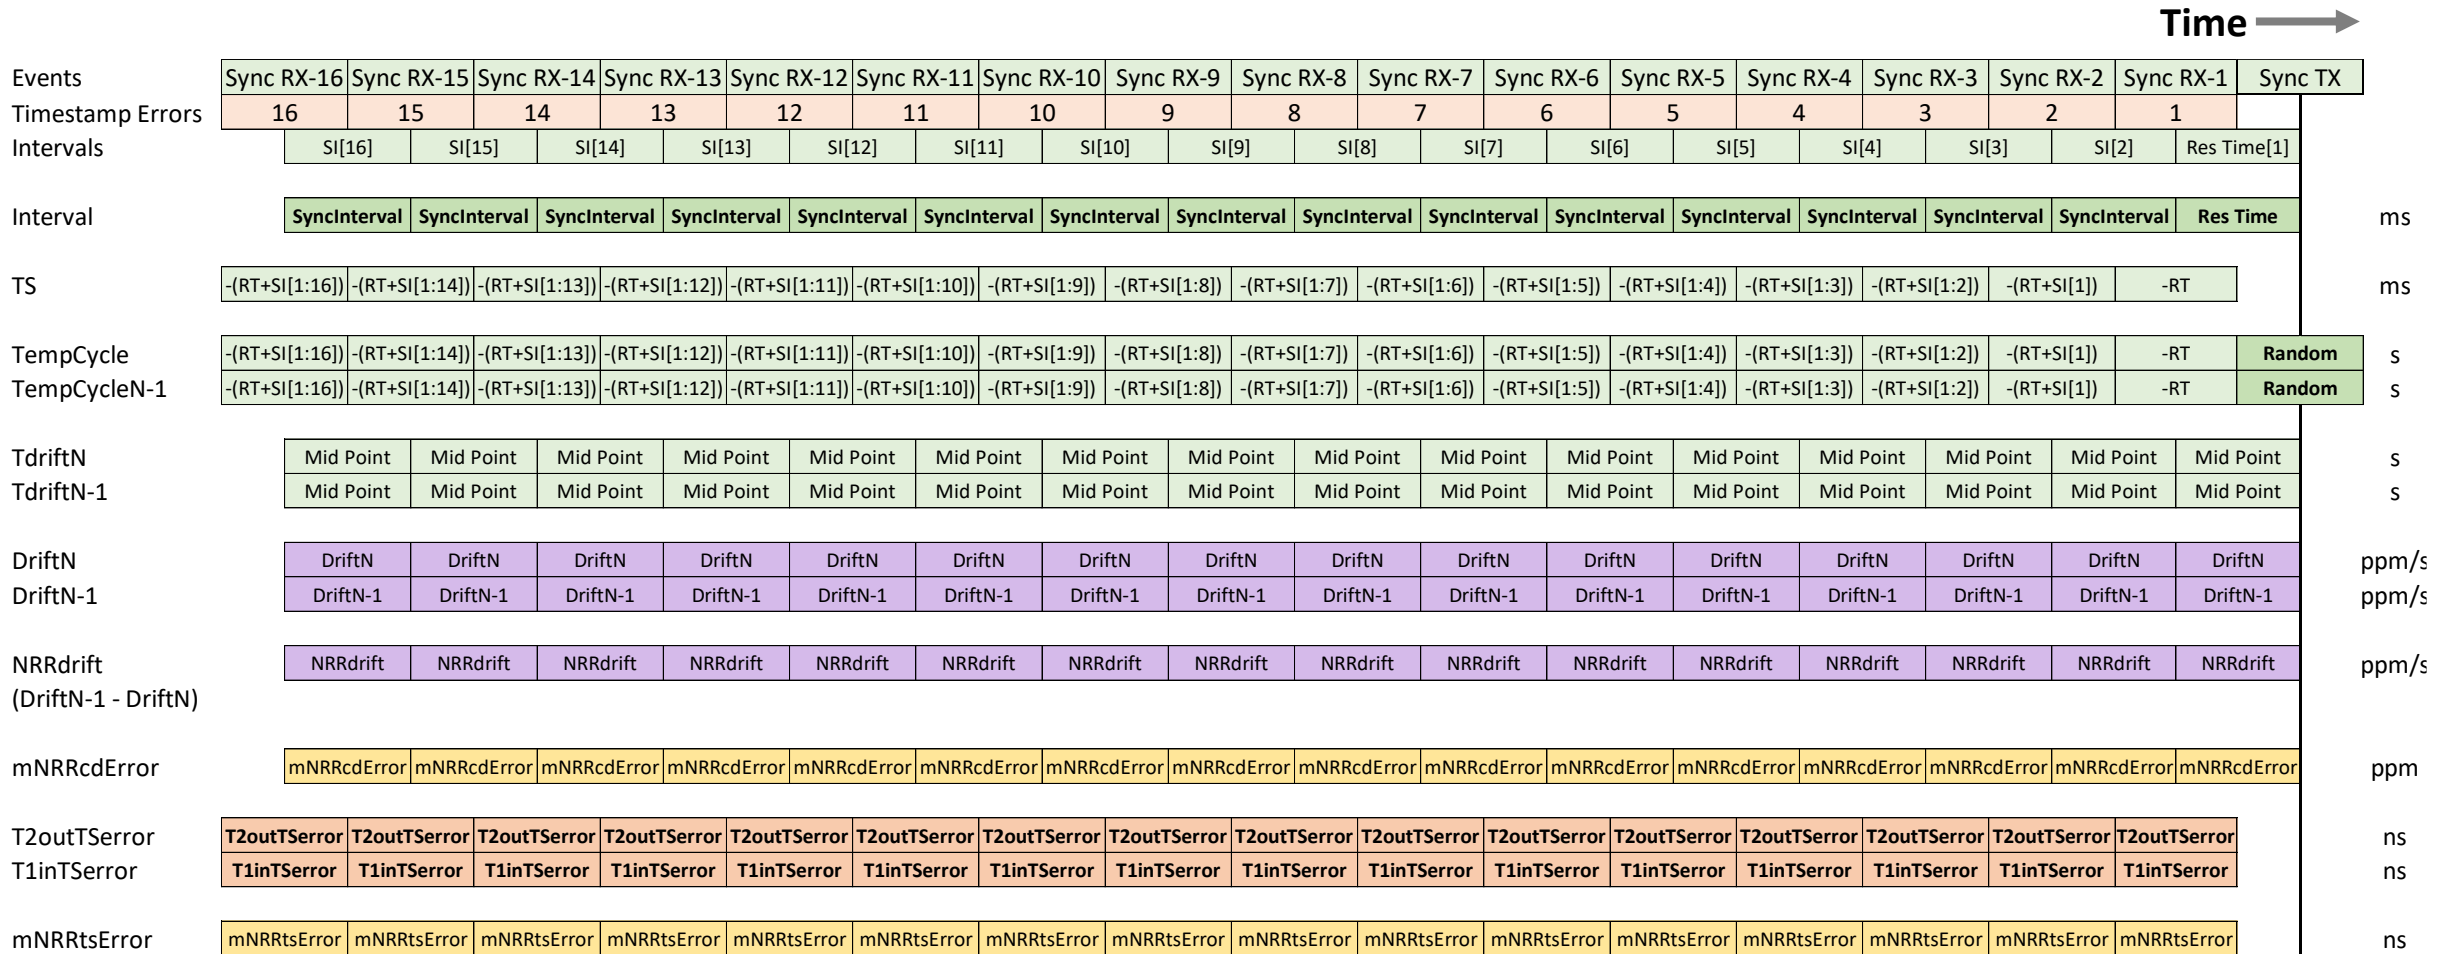 Time
Events Sync RX-16 Sync RX-15 Sync RX-14 Sync RX-13 Sync RX-12 Sync RX-11 Sync RX-10 Sync RX-9 Sync RX-8 Sync RX-7 Sync RX-6 Sync RX-5 Sync RX-4 Sync RX-3 Sync RX-2 Sync RX-1 Sync TX
Timestamp Errors 16 15 14 13 12 11 10 9 8 7 6 5 4 3 2 1
Intervals SI[16] SI[15] SI[14] SI[13] SI[12] SI[11] SI[10] SI[9] SI[8] SI[7] SI[6] SI[5] SI[4] SI[3] SI[2] Res Time[1]
Interval SyncInterval SyncInterval SyncInterval SyncInterval SyncInterval SyncInterval SyncInterval SyncInterval SyncInterval SyncInterval SyncInterval SyncInterval SyncInterval SyncInterval SyncInterval Res Time ms
TS -(RT+SI[1:16]) -(RT+SI[1:14]) -(RT+SI[1:13]) -(RT+SI[1:12]) -(RT+SI[1:11]) -(RT+SI[1:10]) -(RT+SI[1:9]) -(RT+SI[1:8]) -(RT+SI[1:7]) -(RT+SI[1:6]) -(RT+SI[1:5]) -(RT+SI[1:4]) -(RT+SI[1:3]) -(RT+SI[1:2]) -(RT+SI[1]) -RT ms
TempCycle -(RT+SI[1:16]) -(RT+SI[1:14]) -(RT+SI[1:13]) -(RT+SI[1:12]) -(RT+SI[1:11]) -(RT+SI[1:10]) -(RT+SI[1:9]) -(RT+SI[1:8]) -(RT+SI[1:7]) -(RT+SI[1:6]) -(RT+SI[1:5]) -(RT+SI[1:4]) -(RT+SI[1:3]) -(RT+SI[1:2]) -(RT+SI[1]) -RT Random s
TempCycleN-1 -(RT+SI[1:16]) -(RT+SI[1:14]) -(RT+SI[1:13]) -(RT+SI[1:12]) -(RT+SI[1:11]) -(RT+SI[1:10]) -(RT+SI[1:9]) -(RT+SI[1:8]) -(RT+SI[1:7]) -(RT+SI[1:6]) -(RT+SI[1:5]) -(RT+SI[1:4]) -(RT+SI[1:3]) -(RT+SI[1:2]) -(RT+SI[1]) -RT Random s
TdriftN Mid Point Mid Point Mid Point Mid Point Mid Point Mid Point Mid Point Mid Point Mid Point Mid Point Mid Point Mid Point Mid Point Mid Point Mid Point Mid Point s
TdriftN-1 Mid Point Mid Point Mid Point Mid Point Mid Point Mid Point Mid Point Mid Point Mid Point Mid Point Mid Point Mid Point Mid Point Mid Point Mid Point Mid Point s
DriftN DriftN DriftN DriftN DriftN DriftN DriftN DriftN DriftN DriftN DriftN DriftN DriftN DriftN DriftN DriftN DriftN ppm/s
DriftN-1 DriftN-1 DriftN-1 DriftN-1 DriftN-1 DriftN-1 DriftN-1 DriftN-1 DriftN-1 DriftN-1 DriftN-1 DriftN-1 DriftN-1 DriftN-1 DriftN-1 DriftN-1 DriftN-1 ppm/s
NRRdrift NRRdrift NRRdrift NRRdrift NRRdrift NRRdrift NRRdrift NRRdrift NRRdrift NRRdrift NRRdrift NRRdrift NRRdrift NRRdrift NRRdrift NRRdrift NRRdrift ppm/s
(DriftN-1 - DriftN)
mNRRcdError mNRRcdError mNRRcdError mNRRcdError mNRRcdError mNRRcdError mNRRcdError mNRRcdError mNRRcdError mNRRcdError mNRRcdError mNRRcdError mNRRcdError mNRRcdError mNRRcdError mNRRcdError mNRRcdError ppm
T2outTSerror T2outTSerror T2outTSerror T2outTSerror T2outTSerror T2outTSerror T2outTSerror T2outTSerror T2outTSerror T2outTSerror T2outTSerror T2outTSerror T2outTSerror T2outTSerror T2outTSerror T2outTSerror T2outTSerror ns
T1inTSerror T1inTSerror T1inTSerror T1inTSerror T1inTSerror T1inTSerror T1inTSerror T1inTSerror T1inTSerror T1inTSerror T1inTSerror T1inTSerror T1inTSerror T1inTSerror T1inTSerror T1inTSerror T1inTSerror ns
mNRRtsError mNRRtsError mNRRtsError mNRRtsError mNRRtsError mNRRtsError mNRRtsError mNRRtsError mNRRtsError mNRRtsError mNRRtsError mNRRtsError mNRRtsError mNRRtsError mNRRtsError mNRRtsError mNRRtsError ns